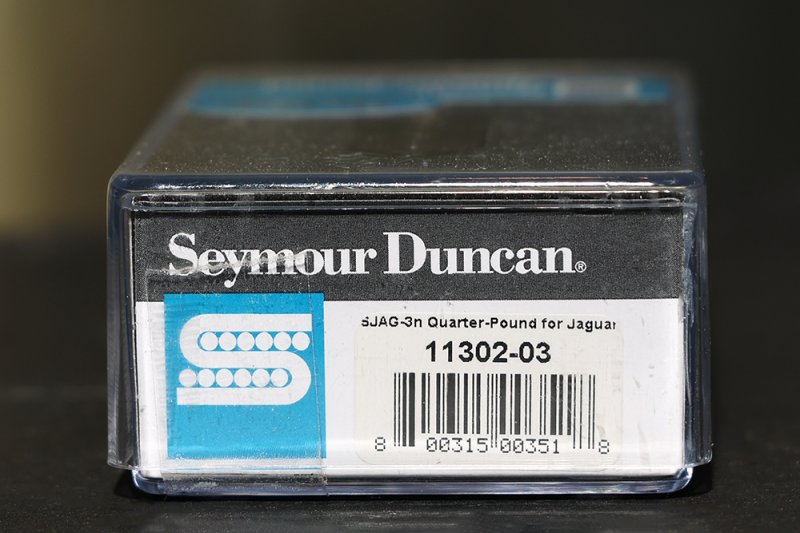 Seymour Duncan®
SJAG-3n Quarter-Pound for Jaguar
11302-03
8 00315 00351 8